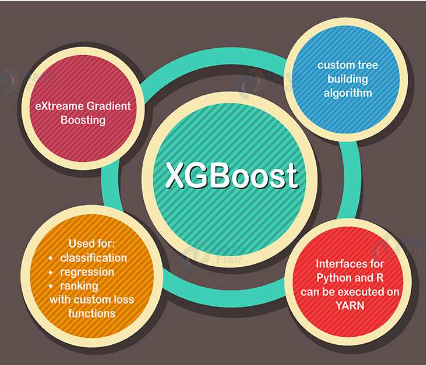 eXtreame Gradient
Boosting
custom tree
building
algorithm
XGBoost
Used for:
• classification
• regression
• ranking
with custom loss
functions
Interfaces for
Python and R
can be executed on
YARN